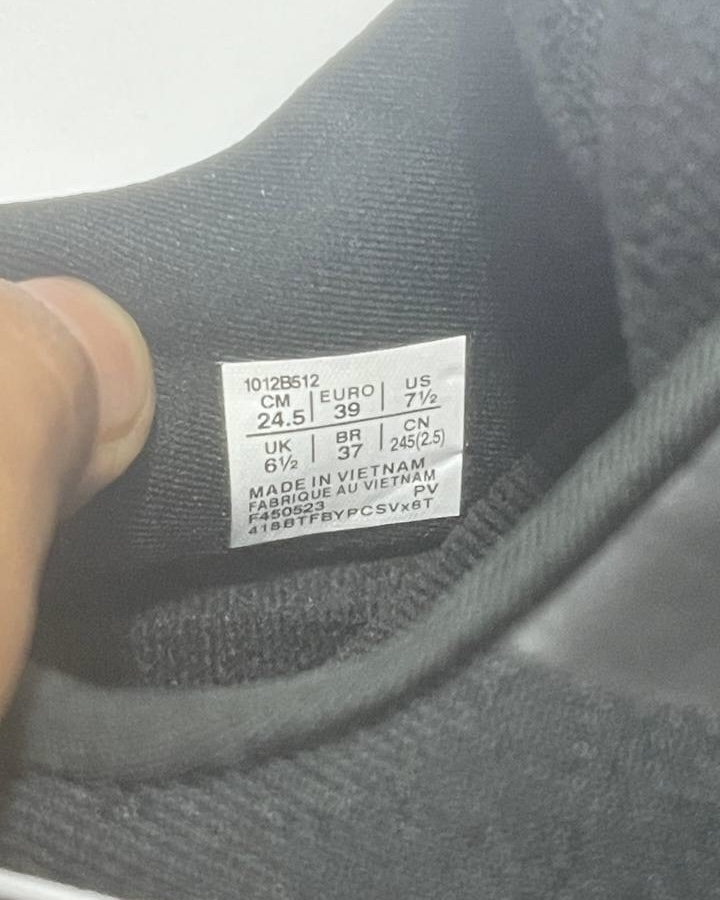 1012B512
CM EURO US
24.5 39 7½
UK BR CN
6½ 37 245(2.5)
MADE IN VIETNAM
FABRIQUE AU VIETNAM
F450523 PV
418BTFBYPCSVx6T